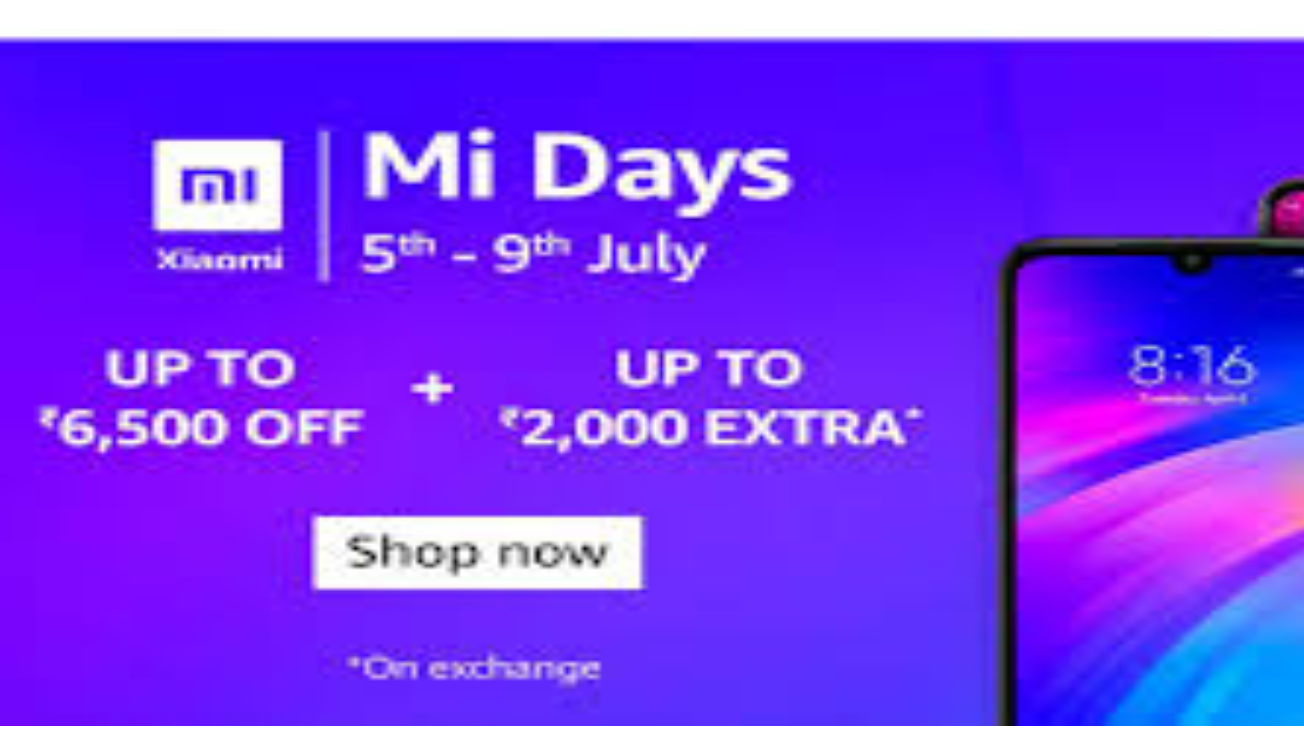 mi
Xiaomi
Mi Days
5th - 9th July
UP TO
₹6,500 OFF
+
UP TO
₹2,000 EXTRA*
Shop now
*On exchange
8:16